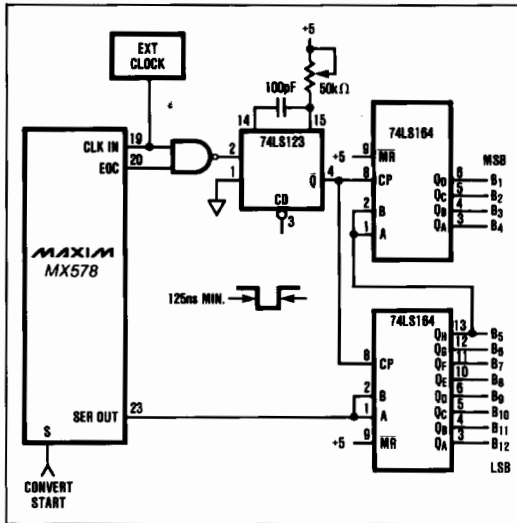 EXT
CLOCK
+5
100pF
50kΩ
14
15
19
CLK IN
20
EOC
2
1
74LS123
Q̅
4
CD
3
74LS164
+5
9
M̅R̅
8
CP
2
B
1
A
MSB
QD 6 B1
QC 5 B2
QB 4 B3
QA 3 B4
MAXIM
MX578
125ns MIN.
74LS164
8
CP
2
B
1
A
+5
9
M̅R̅
QH 13 B5
QG 12 B6
QF 11 B7
QE 10 B8
QD 6 B9
QC 5 B10
QB 4 B11
QA 3 B12
LSB
SER OUT
23
S
CONVERT
START